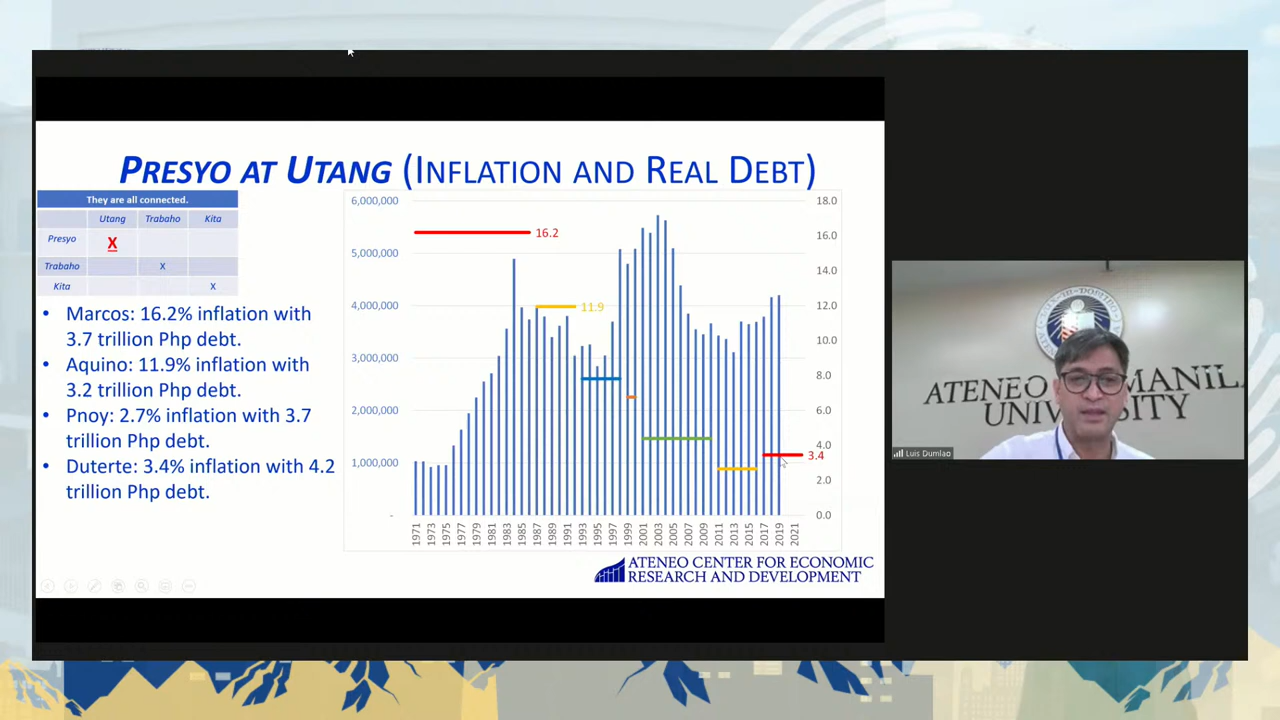 PRESYO AT UTANG (INFLATION AND REAL DEBT)
They are all connected.
Utang Trabaho Kita
Presyo X
Trabaho X
Kita X
• Marcos: 16.2% inflation with
3.7 trillion Php debt.
• Aquino: 11.9% inflation with
3.2 trillion Php debt.
• Pnoy: 2.7% inflation with 3.7
trillion Php debt.
• Duterte: 3.4% inflation with 4.2
trillion Php debt.
6,000,000
5,000,000
4,000,000
3,000,000
2,000,000
1,000,000
-
16.2
11.9
3.4
18.0
16.0
14.0
12.0
10.0
8.0
6.0
4.0
2.0
0.0
1971 1973 1975 1977 1979 1981 1983 1985 1987 1989 1991 1993 1995 1997 1999 2001 2003 2005 2007 2009 2011 2013 2015 2017 2019 2021
ATENEO CENTER FOR ECONOMIC
RESEARCH AND DEVELOPMENT
ATENEO MANILA
UNIVERSITY
Luis Dumlao